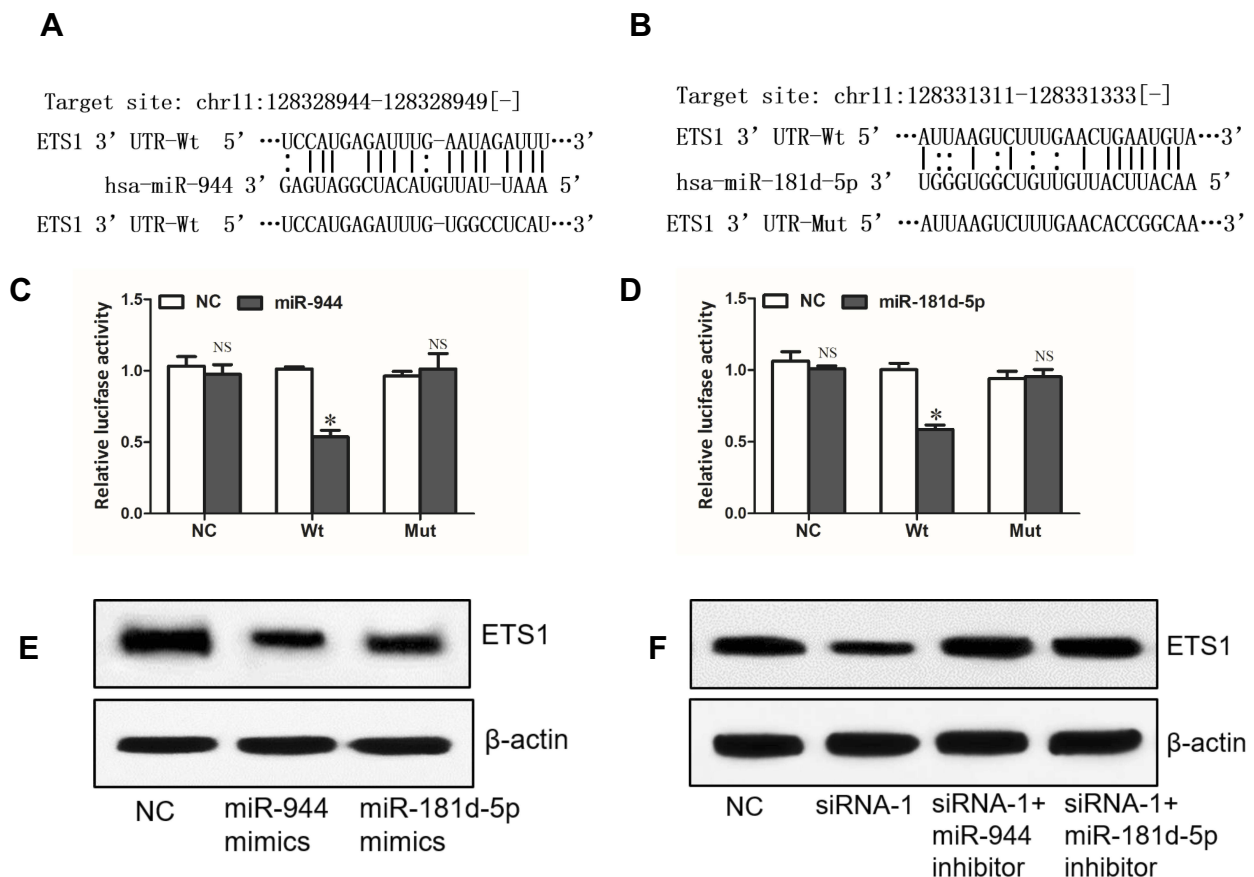 A
B
Target site: chr11:128328944-128328949[-]
ETS1 3’ UTR-Wt 5’ ···UCCAUGAGAUUUG-AAUAGAUUU···3’
hsa-miR-944 3’ GAGUAGGCUACAUGUUAU-UAAA 5’
ETS1 3’ UTR-Wt 5’ ···UCCAUGAGAUUUG-UGGCCUCAU···3’
Target site: chr11:128331311-128331333[-]
ETS1 3’ UTR-Wt 5’ ···AUUAAGUCUUUGAACUGAAUGUA···3’
hsa-miR-181d-5p 3’ UGGGUGGCUGUUGUUACUUACAA 5’
ETS1 3’ UTR-Mut 5’ ···AUUAAGUCUUUGAACACCGGCAA···3’
C
Relative lucifase activity
1.5
1.0
0.5
0.0
NC miR-944
NS
*
NS
NC Wt Mut
D
Relative lucifase activity
1.5
1.0
0.5
0.0
NC miR-181d-5p
NS
*
NS
NC Wt Mut
E
ETS1
β-actin
NC miR-944 miR-181d-5p
mimics mimics
F
ETS1
β-actin
NC siRNA-1 siRNA-1+ siRNA-1+
miR-944 miR-181d-5p
inhibitor inhibitor